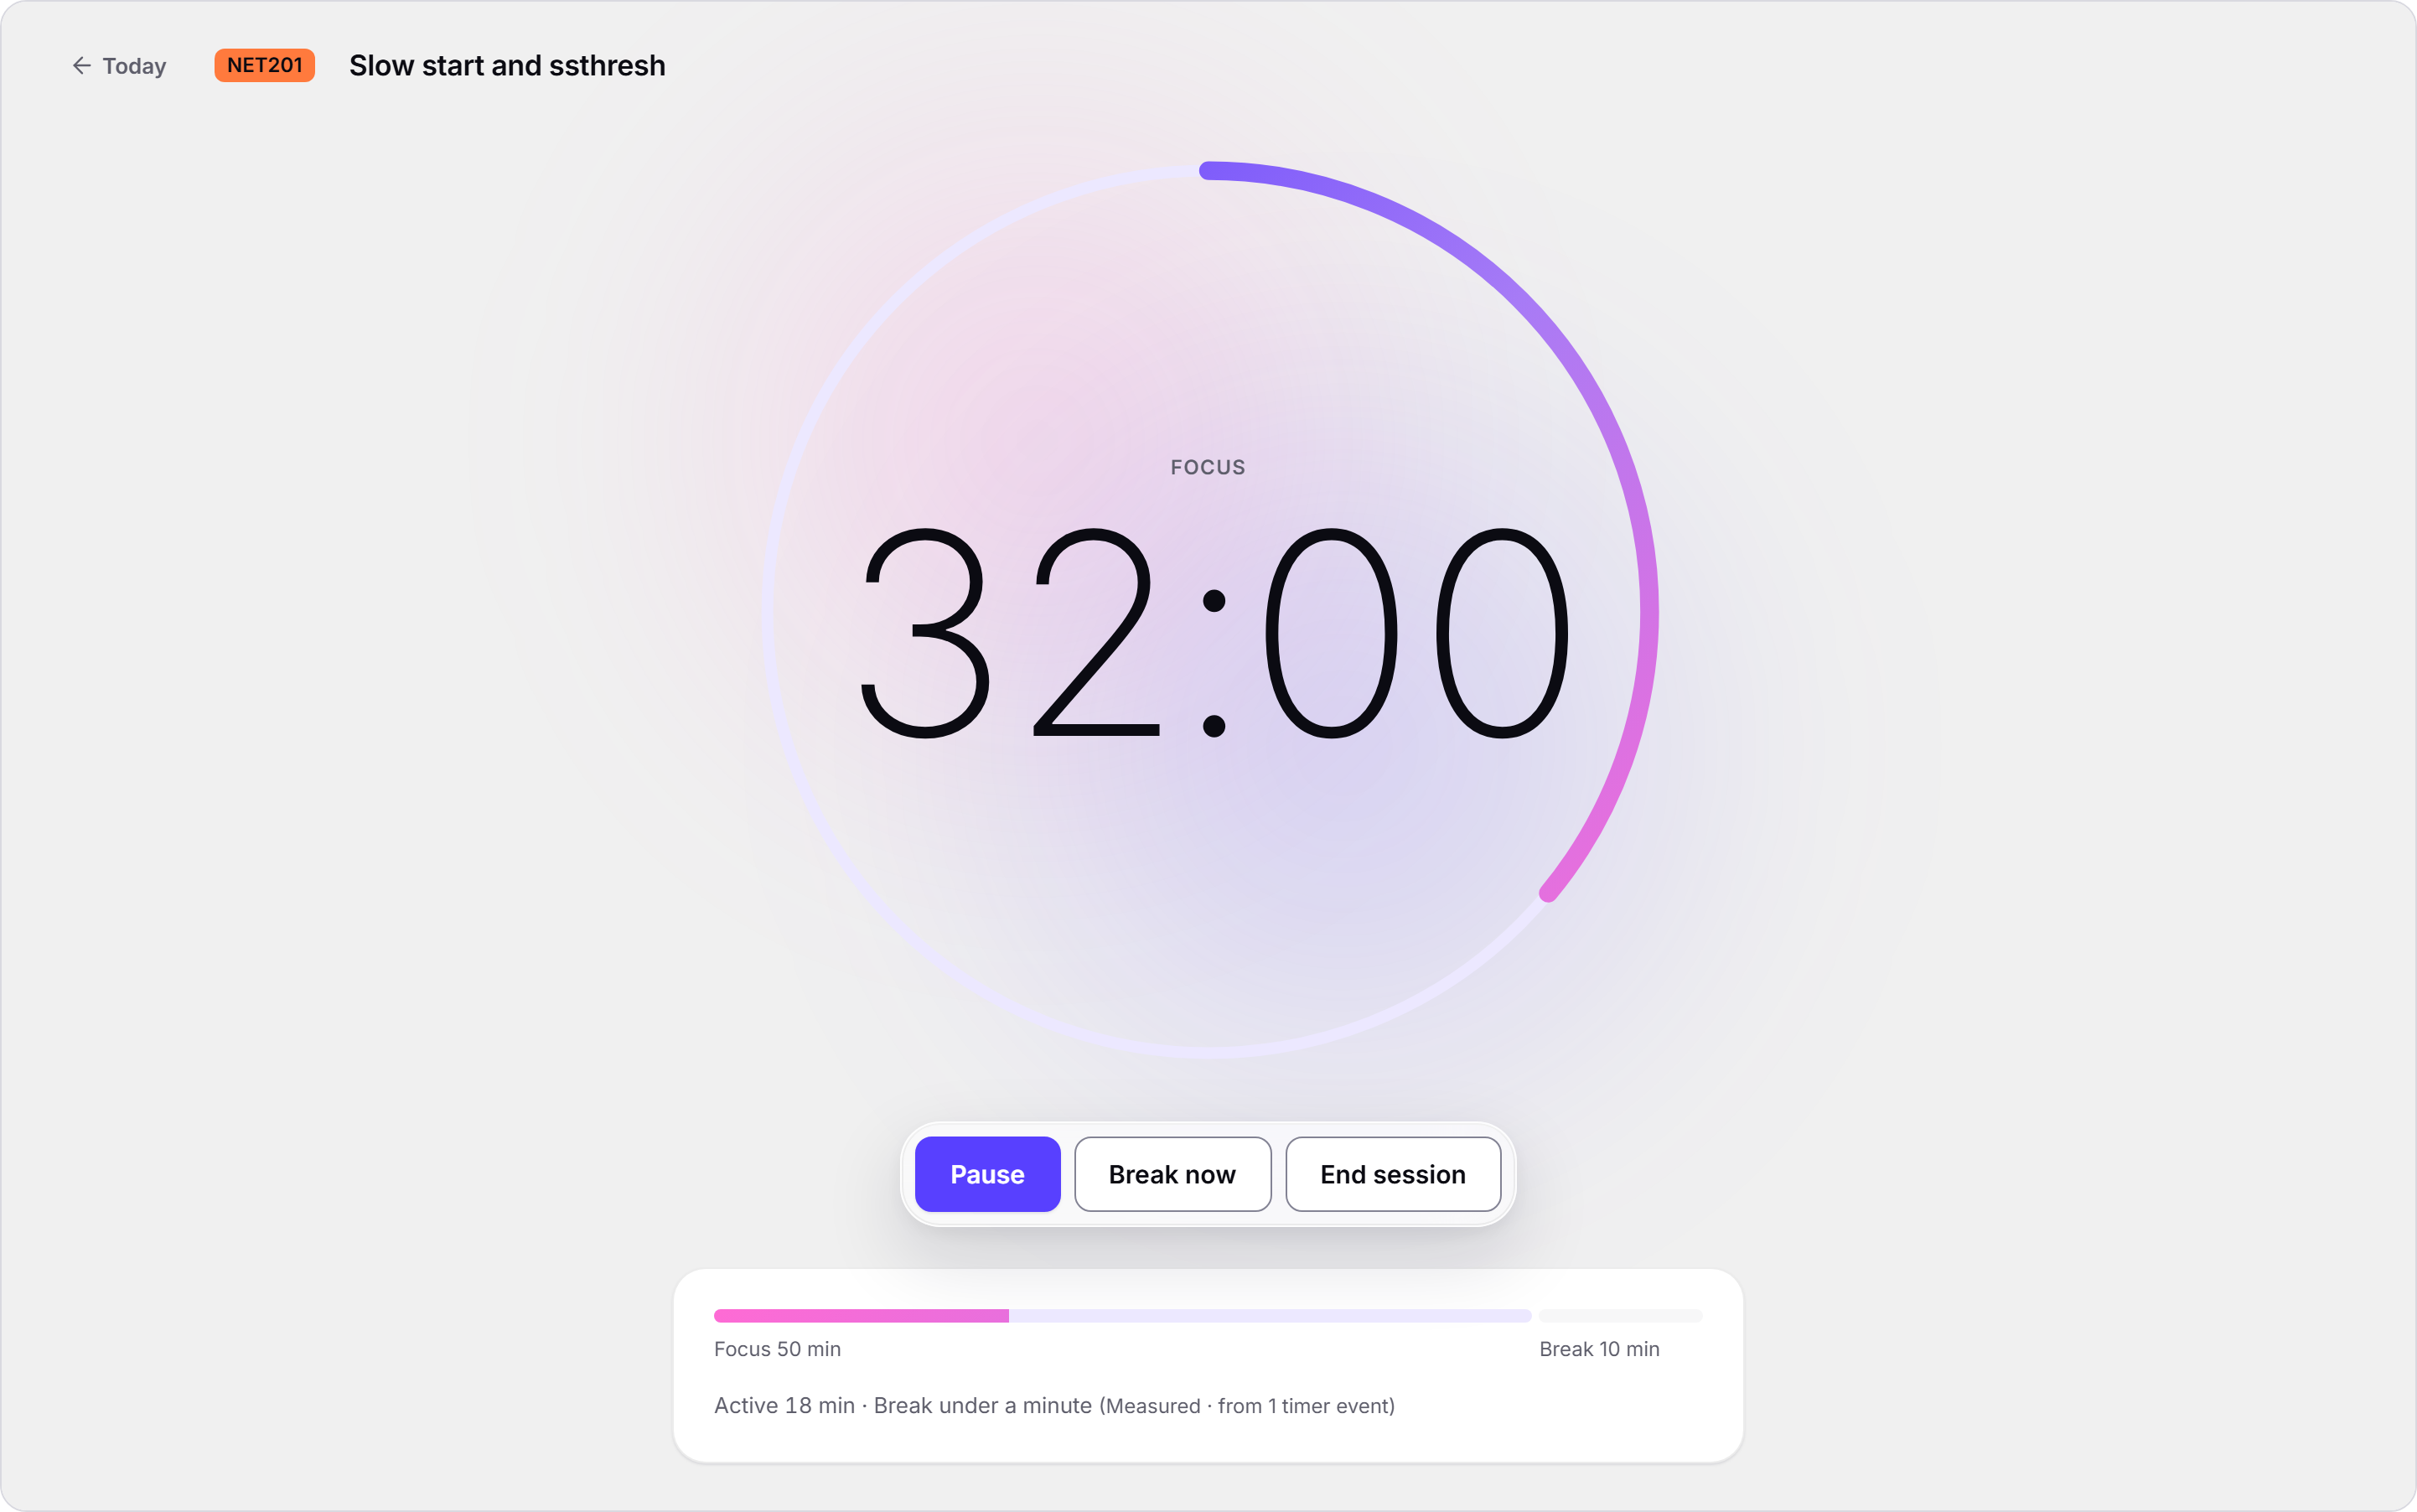 ← Today NET201 Slow start and ssthresh
FOCUS
32:00
Pause Break now End session
Focus 50 min Break 10 min
Active 18 min · Break under a minute (Measured · from 1 timer event)